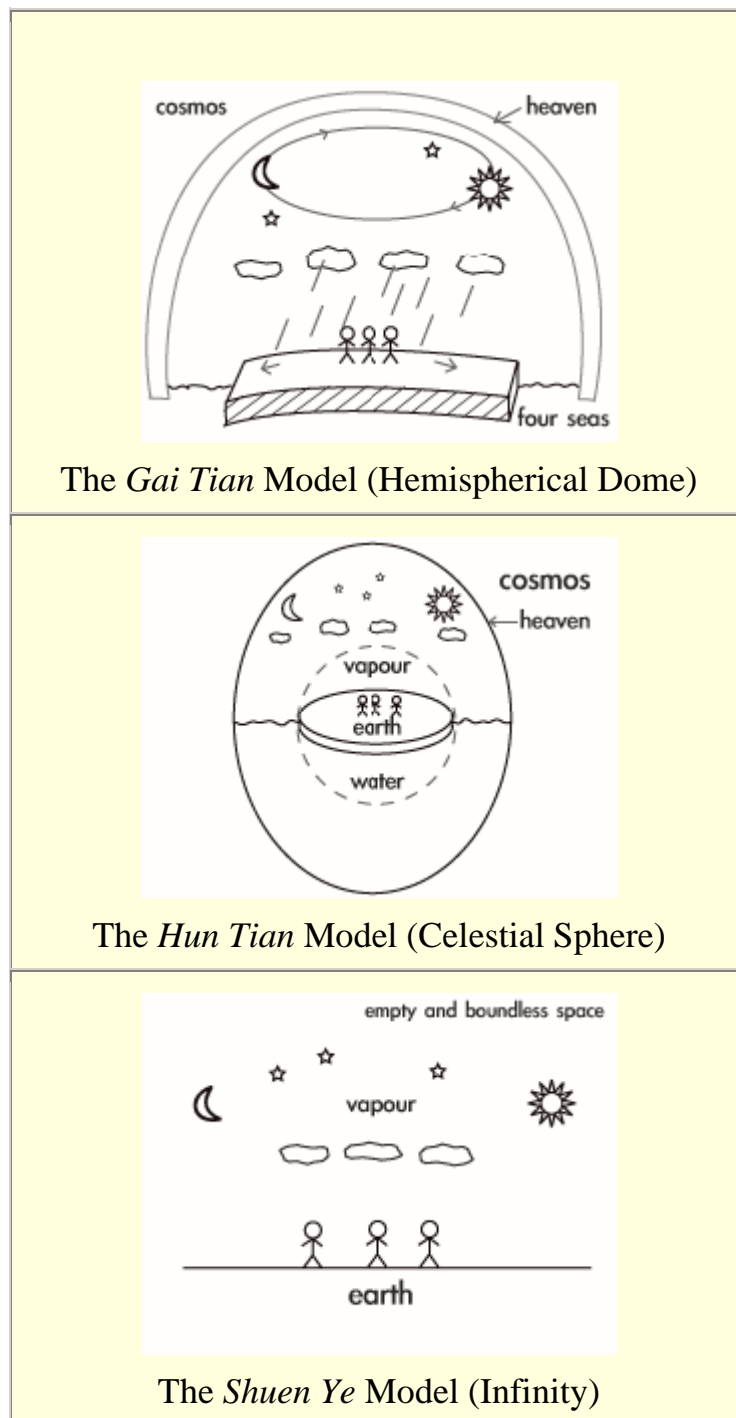 cosmos
heaven
four seas
The Gai Tian Model (Hemispherical Dome)
cosmos
heaven
vapour
earth
water
The Hun Tian Model (Celestial Sphere)
empty and boundless space
vapour
earth
The Shuen Ye Model (Infinity)